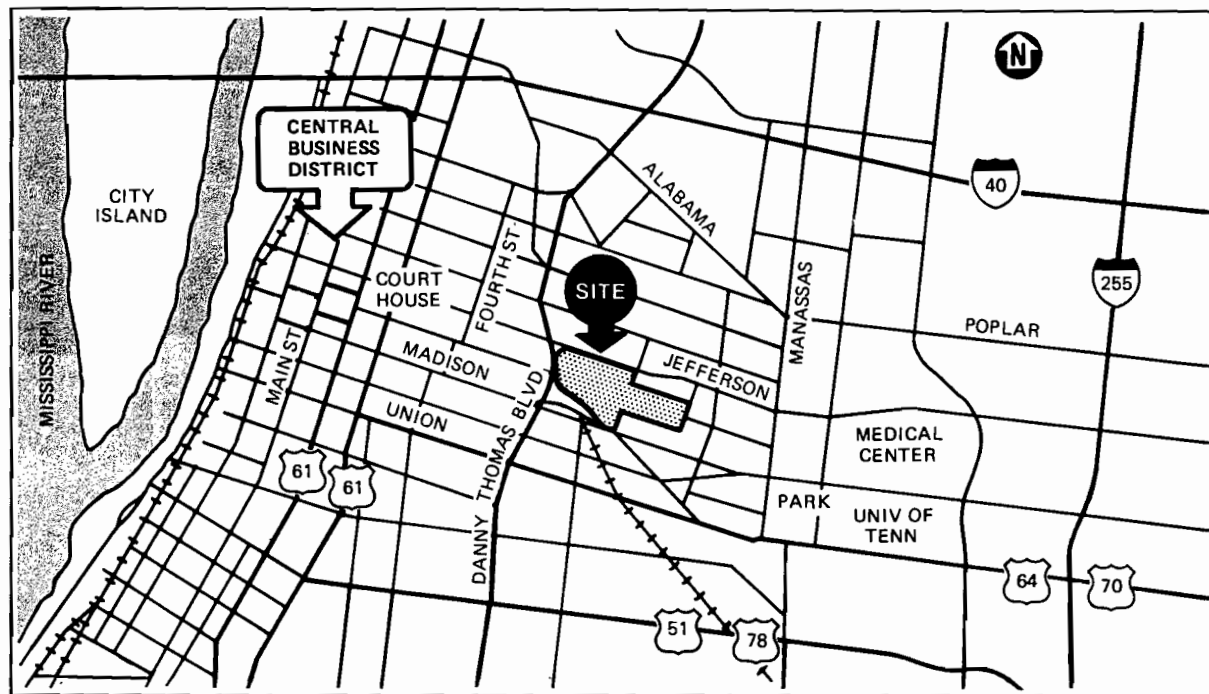 N
CENTRAL
BUSINESS
DISTRICT
CITY
ISLAND
ALABAMA
40
MISSISSIPPI RIVER
COURT
HOUSE
FOURTH ST.
SITE
MANASSAS
255
POPLAR
MAIN ST
MADISON
JEFFERSON
UNION
DANNY THOMAS BLVD
MEDICAL
CENTER
61
61
PARK
UNIV OF
TENN
64
70
51
78